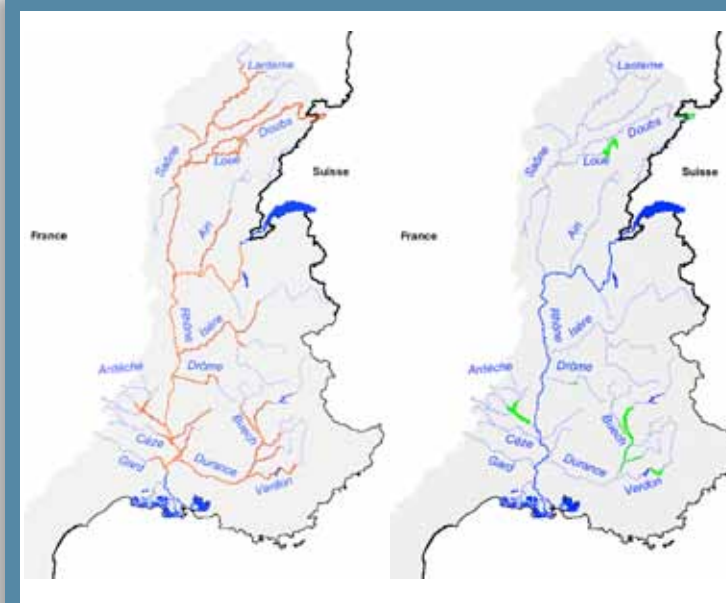 Lanterne
Doubs
Saône
Loue
Suisse
France
Ain
Rhône
Isère
Drôme
Ardèche
Buech
Cèze
Durance
Gard
Verdon
Lanterne
Doubs
Saône
Loue
Suisse
France
Ain
Rhône
Isère
Drôme
Ardèche
Buech
Cèze
Durance
Gard
Verdon